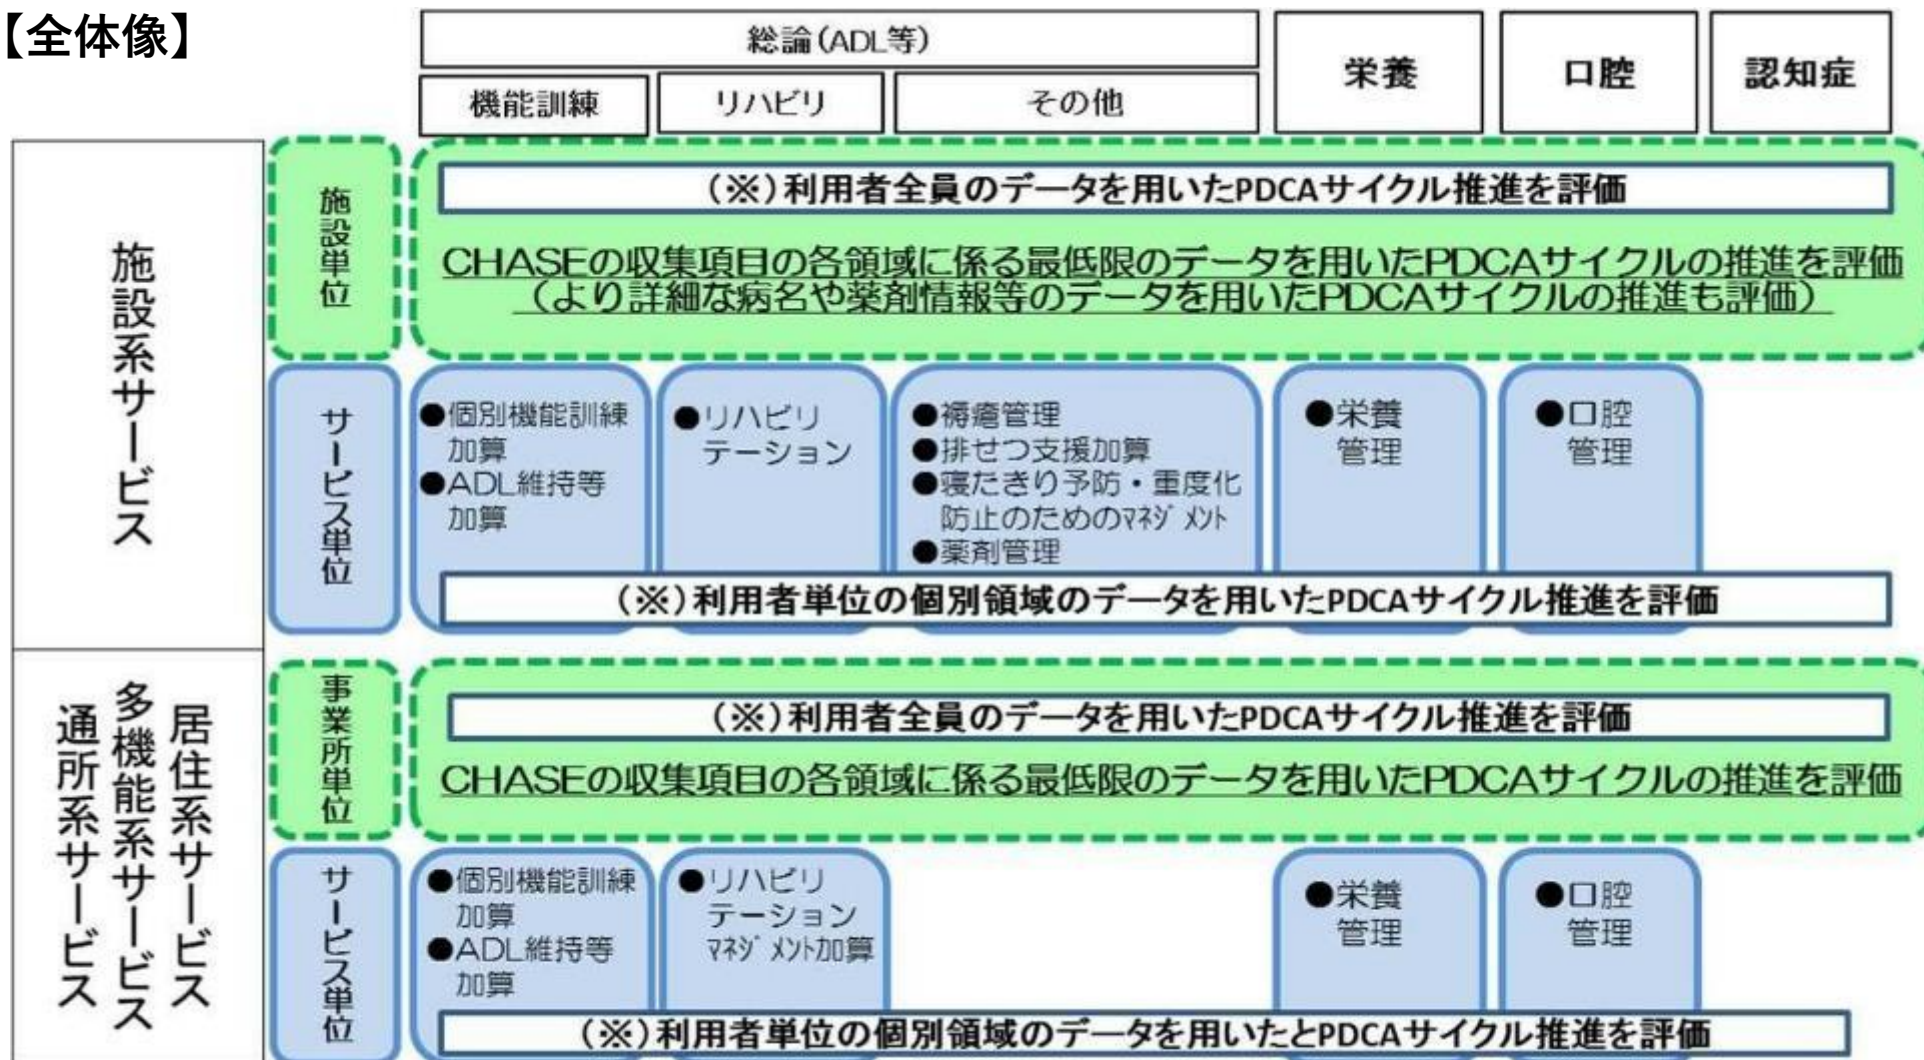 【全体像】
総論(ADL等)
栄養
口腔
認知症
機能訓練
リハビリ
その他
施設系サービス
施設単位
(※)利用者全員のデータを用いたPDCAサイクル推進を評価
CHASEの収集項目の各領域に係る最低限のデータを用いたPDCAサイクルの推進を評価
(より詳細な病名や薬剤情報等のデータを用いたPDCAサイクルの推進も評価)
サービス単位
●個別機能訓練
加算
●ADL維持等
加算
●リハビリ
テーション
●褥瘡管理
●排せつ支援加算
●寝たきり予防・重度化
防止のためのﾏﾈｼﾞﾒﾝﾄ
●薬剤管理
●栄養
管理
●口腔
管理
(※)利用者単位の個別領域のデータを用いたPDCAサイクル推進を評価
居住系サービス
多機能系サービス
通所系サービス
事業所単位
(※)利用者全員のデータを用いたPDCAサイクル推進を評価
CHASEの収集項目の各領域に係る最低限のデータを用いたPDCAサイクルの推進を評価
サービス単位
●個別機能訓練
加算
●ADL維持等
加算
●リハビリ
テーション
ﾏﾈｼﾞﾒﾝﾄ加算
●栄養
管理
●口腔
管理
(※)利用者単位の個別領域のデータを用いたとPDCAサイクル推進を評価